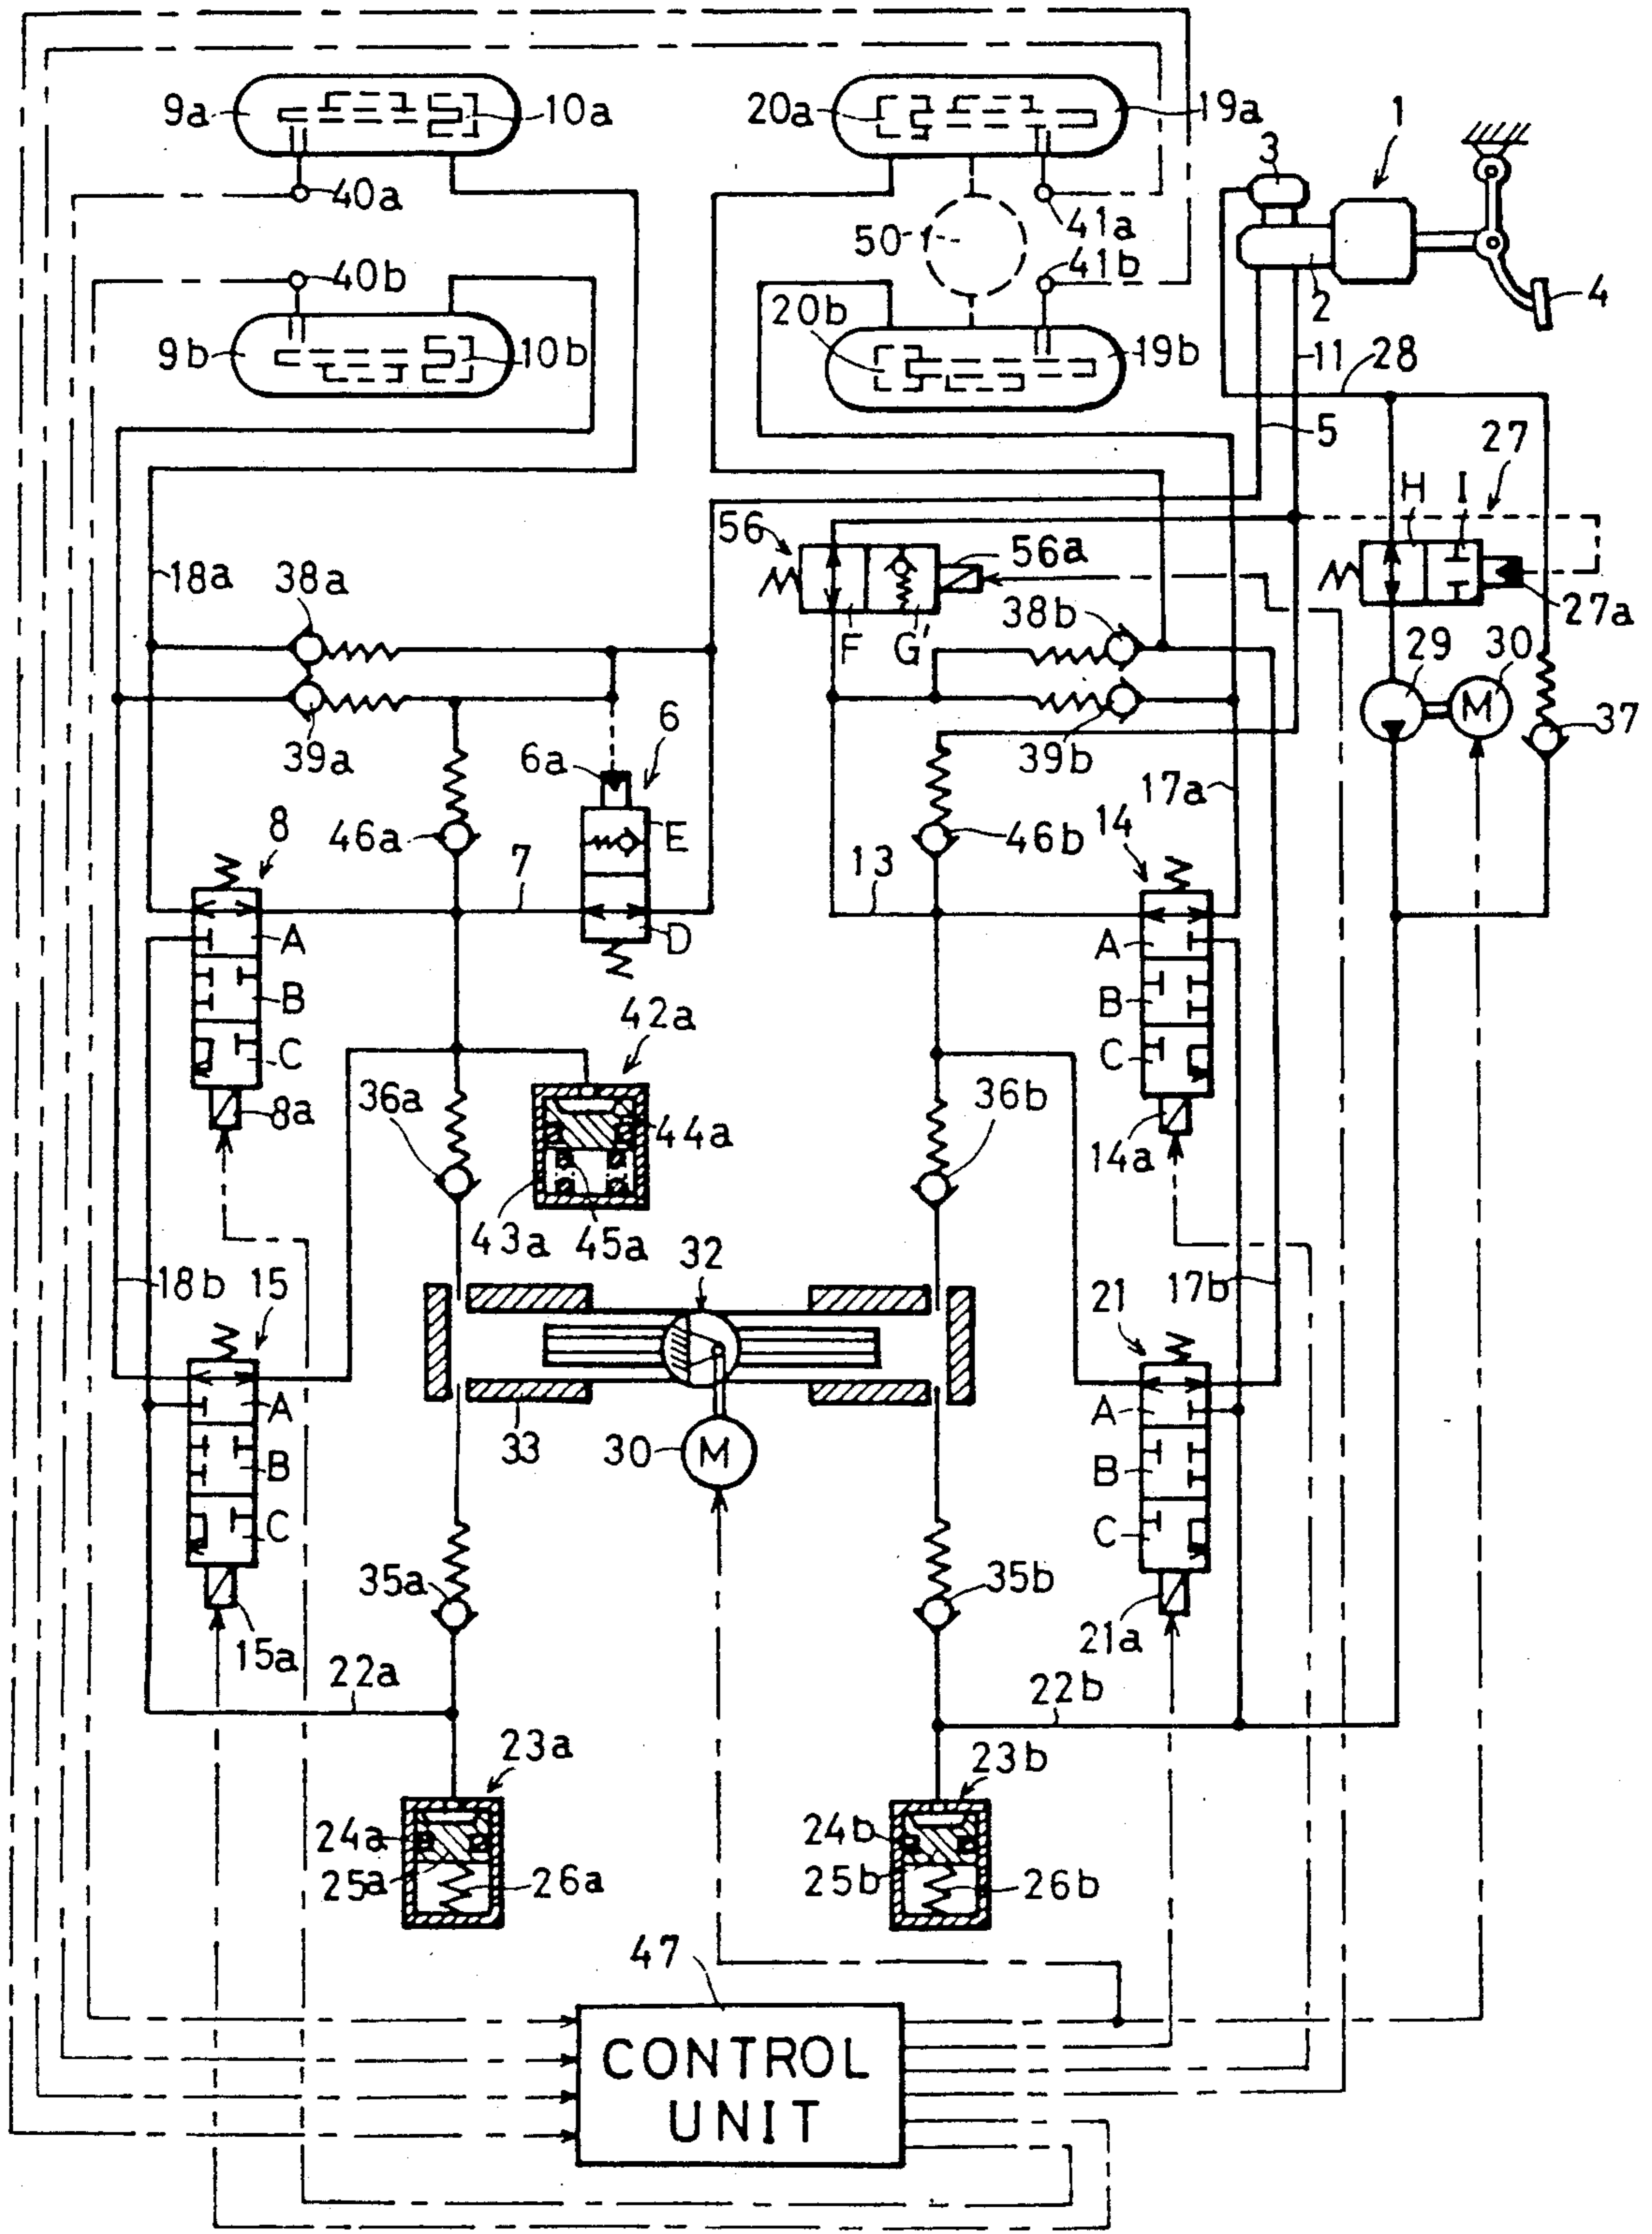 9a
10a
20a
19a
3
1
40a
50
41a
40b
41b
2
4
9b
10b
20b
19b
11
28
5
27
H
I
56
56a
18a
38a
F
G'
38b
27a
29
30
M
37
39a
6a
6
39b
17a
8
46a
E
46b
14
7
13
A
D
A
B
B
42a
C
C
36a
36b
8a
44a
14a
43a
45a
32
18b
15
21
17b
A
A
33
30
M
B
B
C
C
35a
35b
15a
21a
22a
22b
23a
23b
24a
24b
25a
26a
25b
26b
47
CONTROL
UNIT